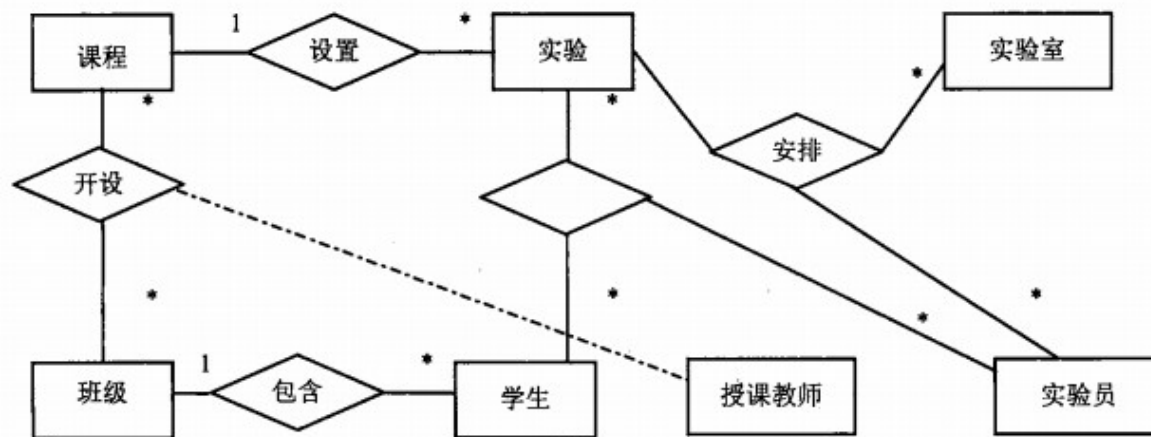 课程 1 设置 * 实验 实验室
* * *
开设 安排
* * * *
班级 1 包含 * 学生 授课教师 实验员